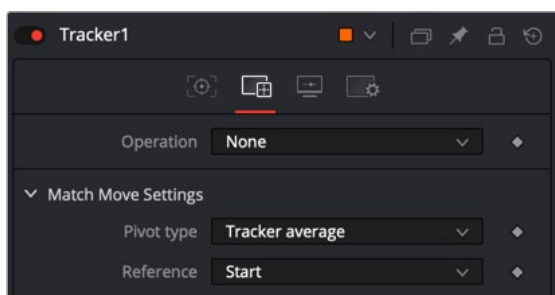 Tracker1
Operation None
Match Move Settings
Pivot type Tracker average
Reference Start